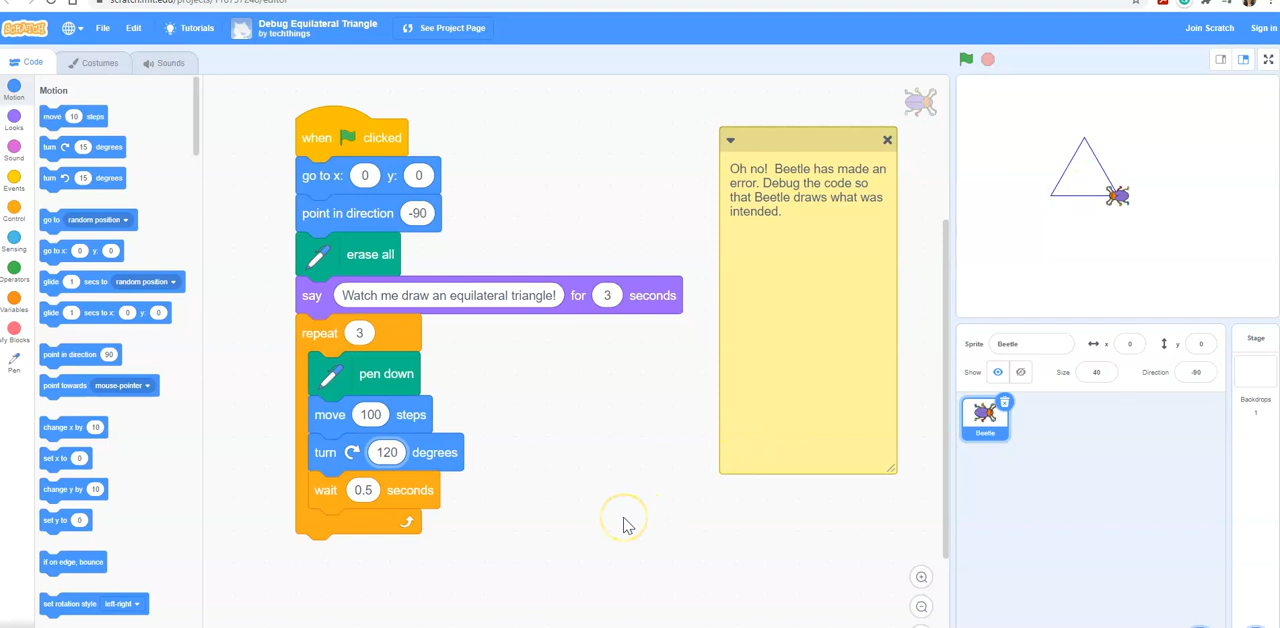 SCRATCH
File
Edit
Tutorials
Debug Equilateral Triangle
by techthings
See Project Page
Join Scratch
Sign in
Code
Costumes
Sounds
Motion
Looks
Sound
Events
Control
Sensing
Operators
Variables
My Blocks
Pen
Motion
move 10 steps
turn 15 degrees
turn 15 degrees
go to random position
go to x: 0 y: 0
glide 1 secs to random position
glide 1 secs to x: 0 y: 0
point in direction 90
point towards mouse-pointer
change x by 10
set x to 0
change y by 10
set y to 0
if on edge, bounce
set rotation style left-right
when clicked
go to x: 0 y: 0
point in direction -90
erase all
say Watch me draw an equilateral triangle! for 3 seconds
repeat 3
pen down
move 100 steps
turn 120 degrees
wait 0.5 seconds
Oh no! Beetle has made an
error. Debug the code so
that Beetle draws what was
intended.
Sprite Beetle x 0 y 0
Show Size 40 Direction -90
Beetle
Stage
Backdrops
1